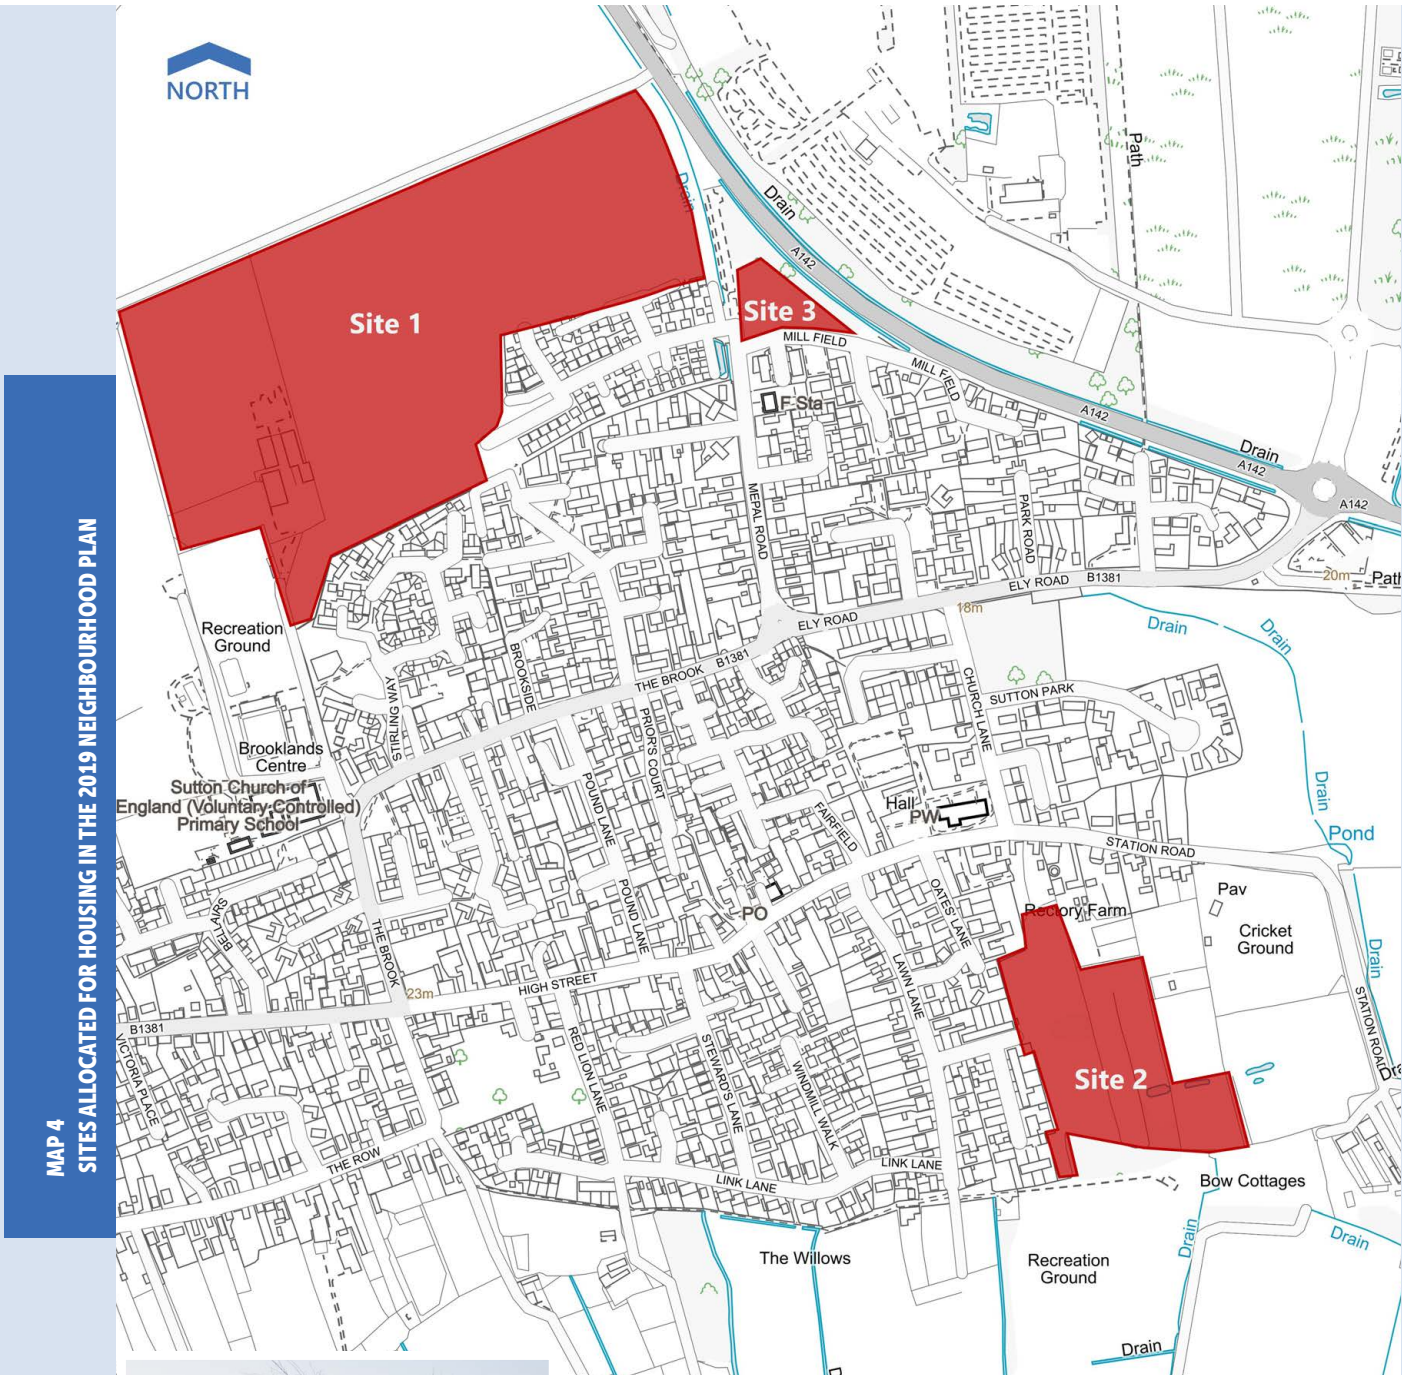 MAP 4
SITES ALLOCATED FOR HOUSING IN THE 2019 NEIGHBOURHOOD PLAN
NORTH
Path
Drain
Drain
A142
Site 1
Site 3
MILL FIELD
MILL FIELD
F Sta
A142
Drain
A142
A142
MEPAL ROAD
PARK ROAD
ELY ROAD
B1381
20m
Path
18m
ELY ROAD
Drain
Drain
Recreation
Ground
BROOKSIDE
THE BROOK
B1381
STIRLING WAY
PRIOR'S COURT
CHURCH LANE
SUTTON PARK
Brooklands
Centre
Sutton Church of
England (Voluntary Controlled)
Primary School
POUND LANE
FAIRFIELD
Hall
PW
Drain
Pond
STATION ROAD
BELLAIRS
THE BROOK
POUND LANE
PO
OATES' LANE
Rectory Farm
Pav
Cricket
Ground
Drain
LAWN LANE
23m
HIGH STREET
STATION ROAD
B1381
VICTORIA PLACE
RED LION LANE
STEWARD'S LANE
WINDMILL WALK
Site 2
THE ROW
LINK LANE
LINK LANE
Bow Cottages
Drain
Drain
The Willows
Recreation
Ground
Drain